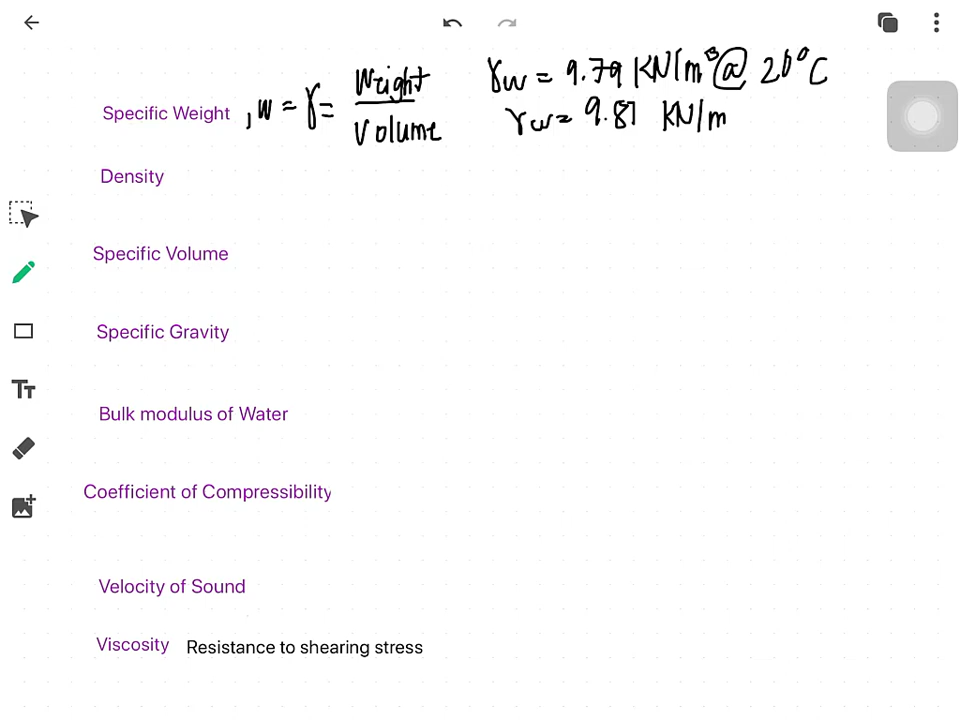 γw = 9.79 KN/m³ @ 20°C
Specific Weight , w = γ = Weight / Volume
γw = 9.81 KN/m
Density
Specific Volume
Specific Gravity
Bulk modulus of Water
Coefficient of Compressibility
Velocity of Sound
Viscosity Resistance to shearing stress